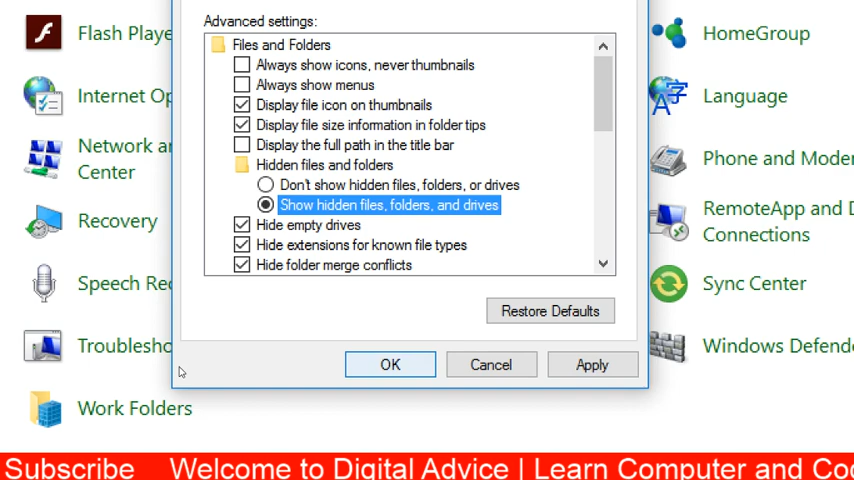 Advanced settings:
Files and Folders
Always show icons, never thumbnails
Always show menus
Display file icon on thumbnails
Display file size information in folder tips
Display the full path in the title bar
Hidden files and folders
Don't show hidden files, folders, or drives
Show hidden files, folders, and drives
Hide empty drives
Hide extensions for known file types
Hide folder merge conflicts
Restore Defaults
OK
Cancel
Apply
Flash Playe
Internet Op
Network an
Center
Recovery
Speech Rec
Troublesho
Work Folders
HomeGroup
Language
Phone and Modem
RemoteApp and D
Connections
Sync Center
Windows Defende
Subscribe Welcome to Digital Advice | Learn Computer and Coo